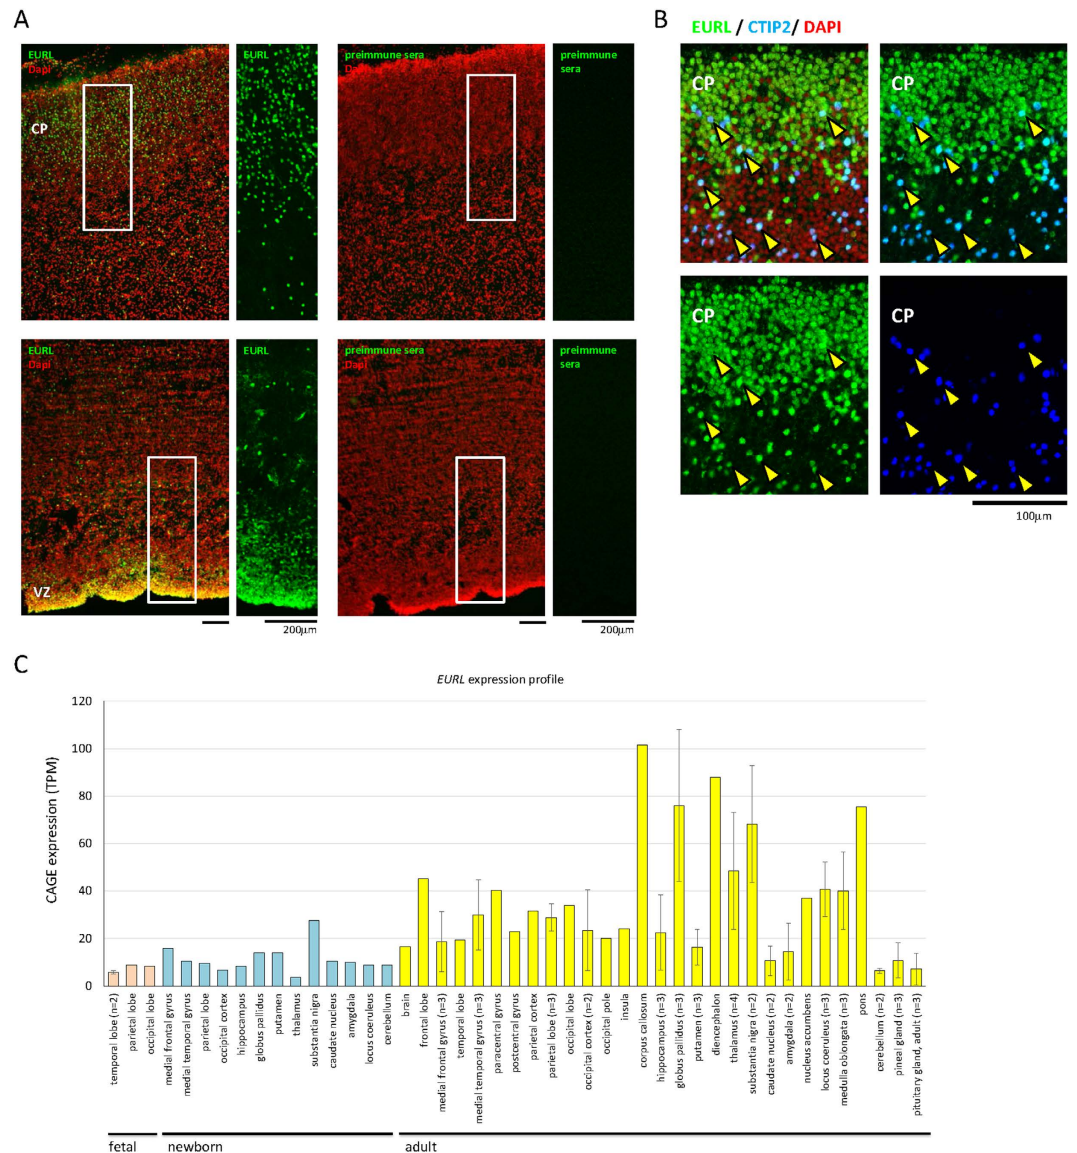 A
EURL
Dapi
CP
EURL
preimmune sera
Dapi
preimmune
sera
EURL
Dapi
VZ
EURL
preimmune sera
Dapi
preimmune
sera
200μm
200μm
B
EURL / CTIP2/ DAPI
CP
CP
CP
CP
100μm
C
EURL expression profile
CAGE expression (TPM)
120
100
80
60
40
20
0
temporal lobe (n=2)
parietal lobe
occipital lobe
medial frontal gyrus
medial temporal gyrus
parietal lobe
occipital cortex
hippocampus
globus pallidus
putamen
thalamus
substantia nigra
caudate nucleus
amygdala
locus coeruleus
cerebellum
brain
frontal lobe
medial frontal gyrus (n=3)
temporal lobe
medial temporal gyrus (n=3)
paracentral gyrus
postcentral gyrus
parietal cortex
parietal lobe (n=3)
occipital lobe
occipital cortex (n=2)
occipital pole
insula
corpus callosum
hippocampus (n=3)
globus pallidus (n=3)
putamen (n=3)
diencephalon
thalamus (n=4)
substantia nigra (n=2)
caudate nucleus (n=2)
amygdala (n=2)
nucleus accumbens
locus coeruleus (n=3)
medulla oblongata (n=3)
pons
cerebellum (n=2)
pineal gland (n=3)
pituitary gland, adult (n=3)
fetal
newborn
adult